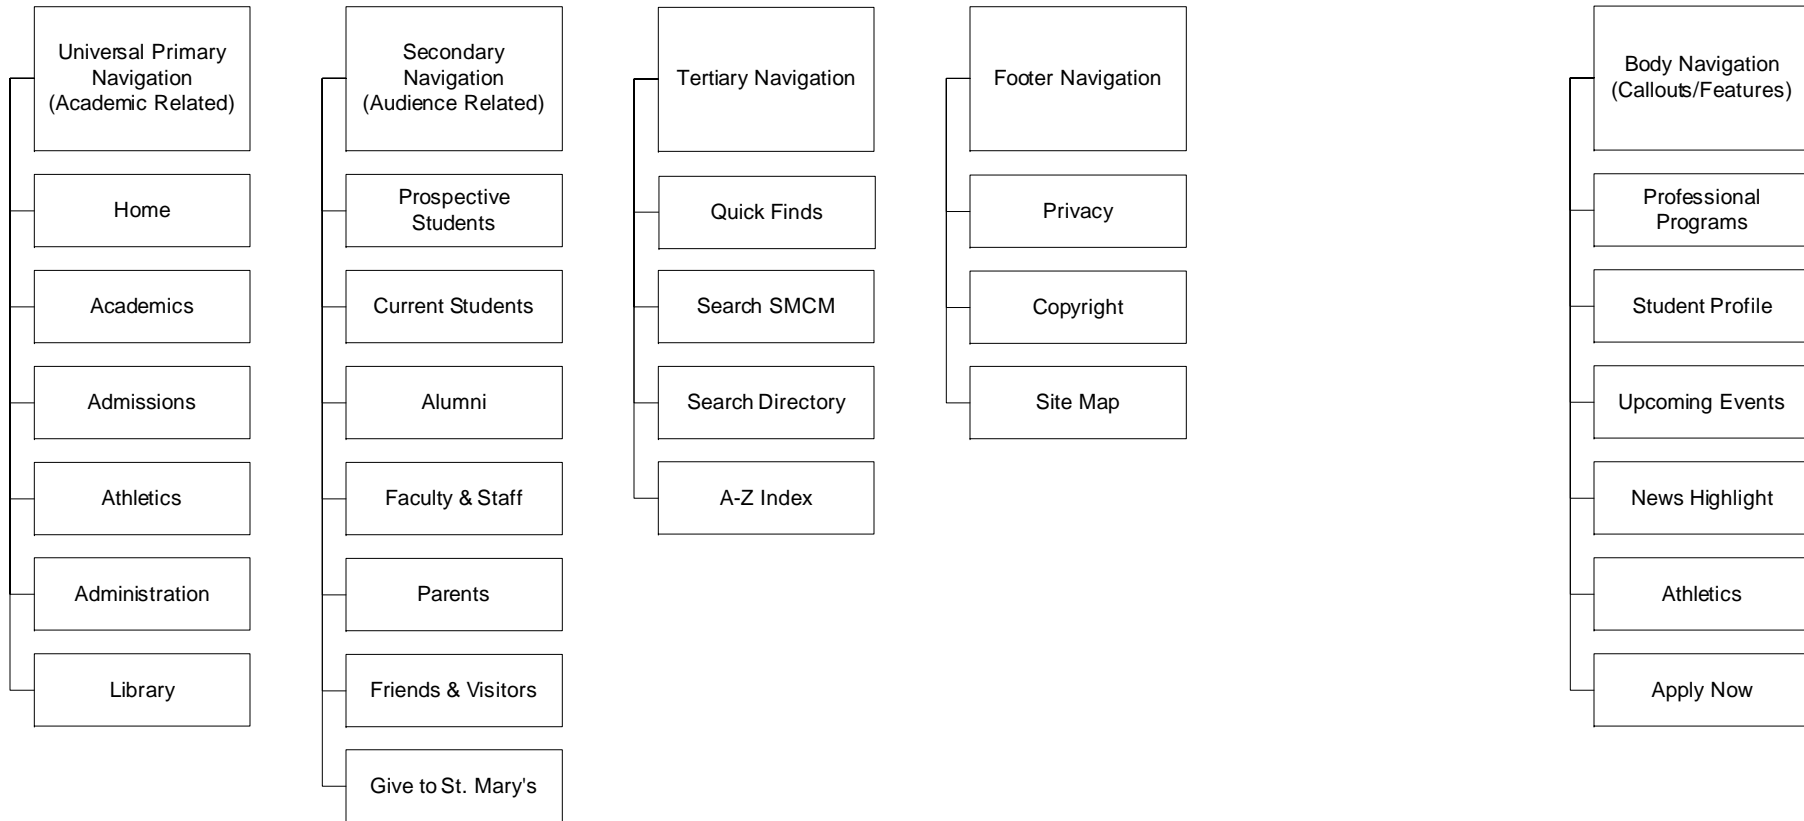 Universal Primary
Navigation
(Academic Related)
Home
Academics
Admissions
Athletics
Administration
Library
Secondary
Navigation
(Audience Related)
Prospective
Students
Current Students
Alumni
Faculty & Staff
Parents
Friends & Visitors
Give to St. Mary's
Tertiary Navigation
Quick Finds
Search SMCM
Search Directory
A-Z Index
Footer Navigation
Privacy
Copyright
Site Map
Body Navigation
(Callouts/Features)
Professional
Programs
Student Profile
Upcoming Events
News Highlight
Athletics
Apply Now